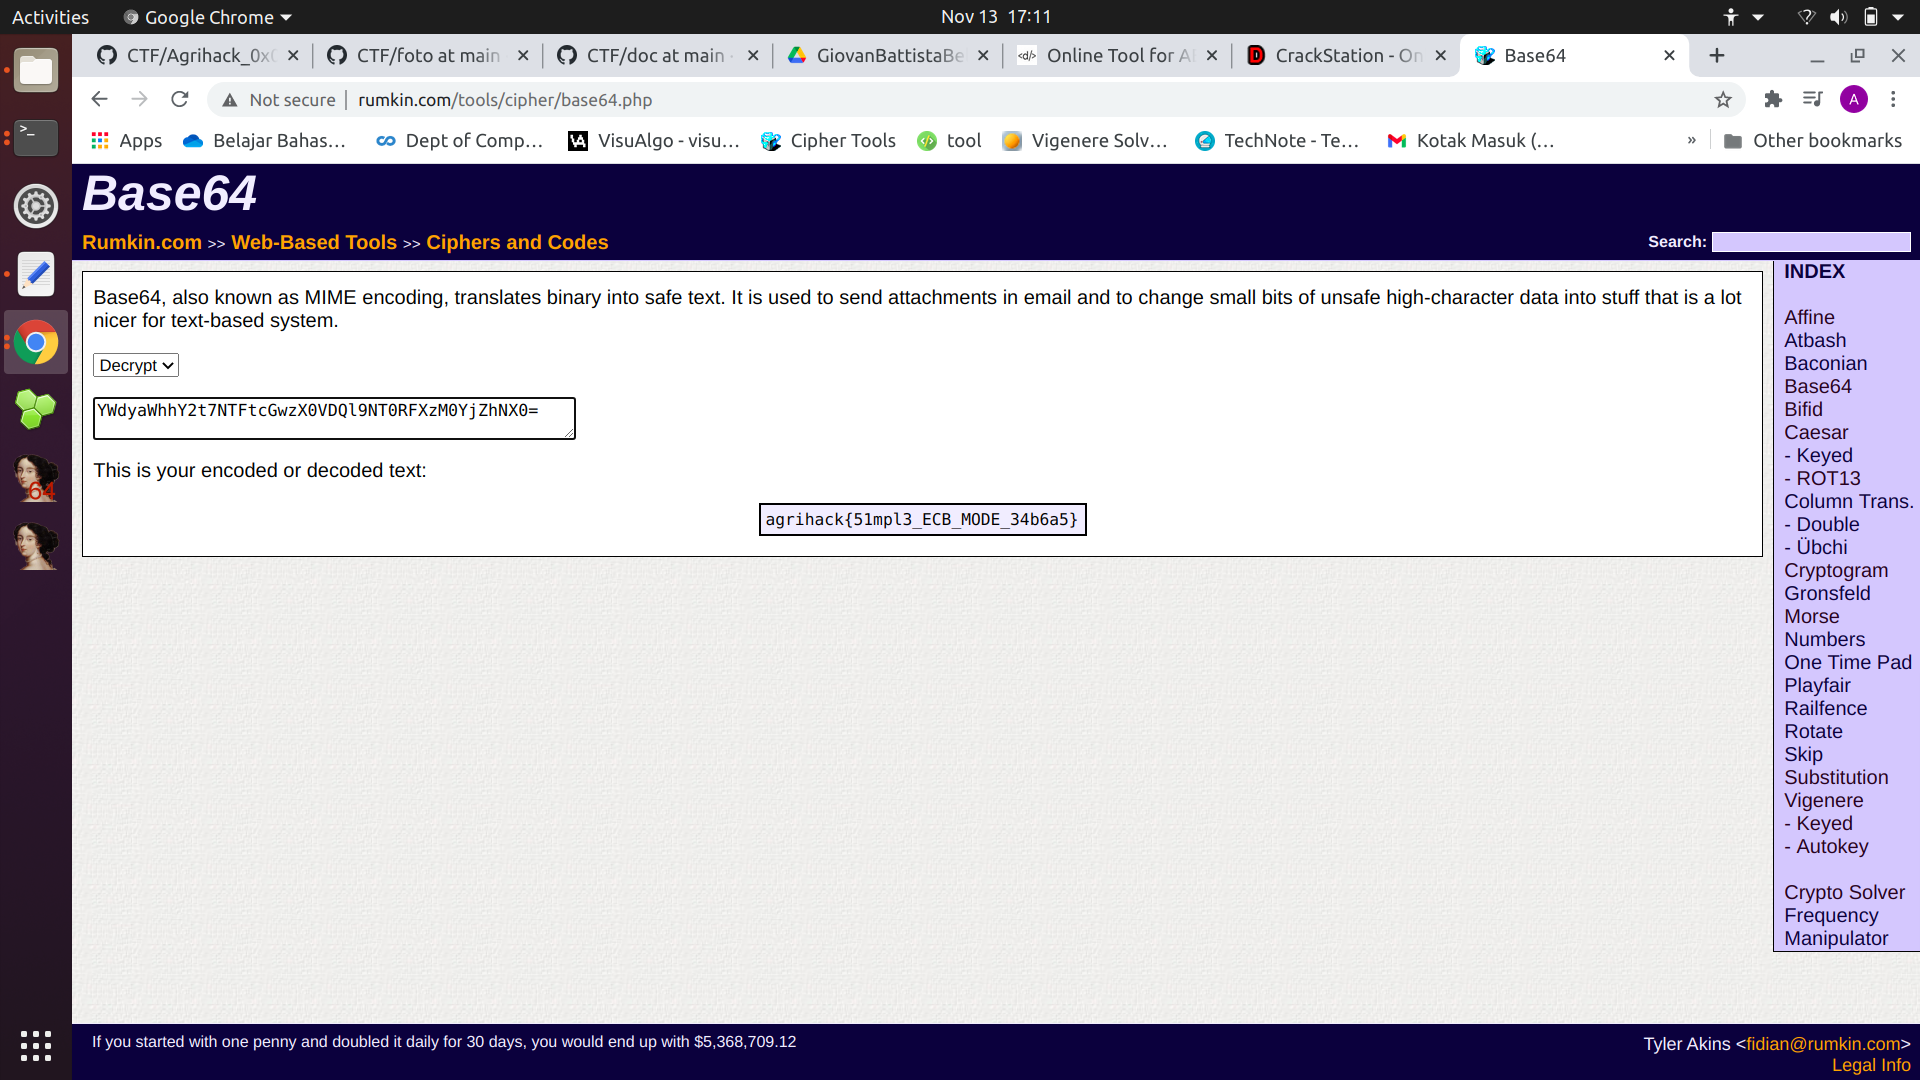 Activities
Google Chrome
Nov 13 17:11
CTF/Agrihack_0x0
CTF/foto at main
CTF/doc at main
GiovanBattistaBe
Online Tool for AE
CrackStation - On
Base64
Not secure
rumkin.com/tools/cipher/base64.php
A
Apps
Belajar Bahas...
Dept of Comp...
VisuAlgo - visu...
Cipher Tools
tool
Vigenere Solv...
TechNote - Te...
Kotak Masuk (...
»
Other bookmarks
Base64
Rumkin.com >> Web-Based Tools >> Ciphers and Codes
Search:
Base64, also known as MIME encoding, translates binary into safe text. It is used to send attachments in email and to change small bits of unsafe high-character data into stuff that is a lot
nicer for text-based system.
Decrypt
YWdyaWhhY2t7NTFtcGwzX0VDQl9NT0RFXzM0YjZhNX0=
This is your encoded or decoded text:
agrihack{51mpl3_ECB_MODE_34b6a5}
INDEX
Affine
Atbash
Baconian
Base64
Bifid
Caesar
- Keyed
- ROT13
Column Trans.
- Double
- Übchi
Cryptogram
Gronsfeld
Morse
Numbers
One Time Pad
Playfair
Railfence
Rotate
Skip
Substitution
Vigenere
- Keyed
- Autokey
Crypto Solver
Frequency
Manipulator
64
If you started with one penny and doubled it daily for 30 days, you would end up with $5,368,709.12
Tyler Akins <fidian@rumkin.com>
Legal Info